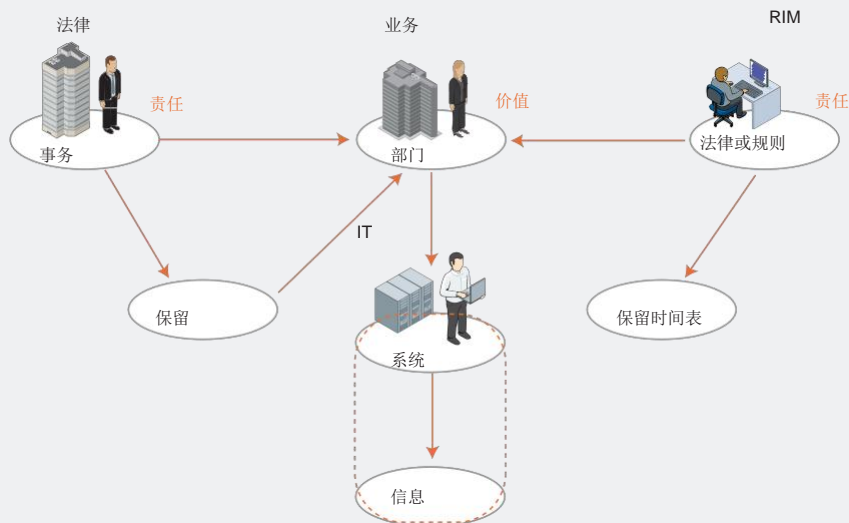 法律
业务
RIM
责任
价值
责任
事务
部门
法律或规则
IT
保留
保留时间表
系统
信息